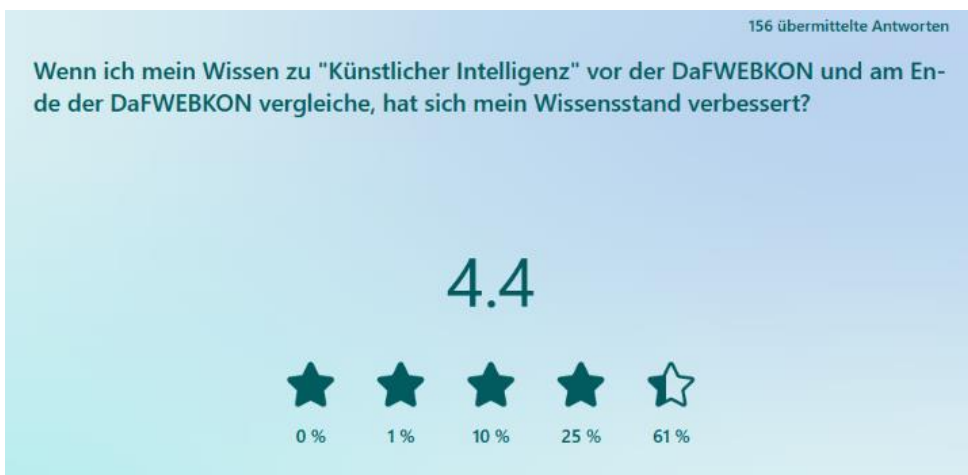 156 übermittelte Antworten
Wenn ich mein Wissen zu "Künstlicher Intelligenz" vor der DaFWEBKON und am En-
de der DaFWEBKON vergleiche, hat sich mein Wissensstand verbessert?
4.4
0 % 1 % 10 % 25 % 61 %